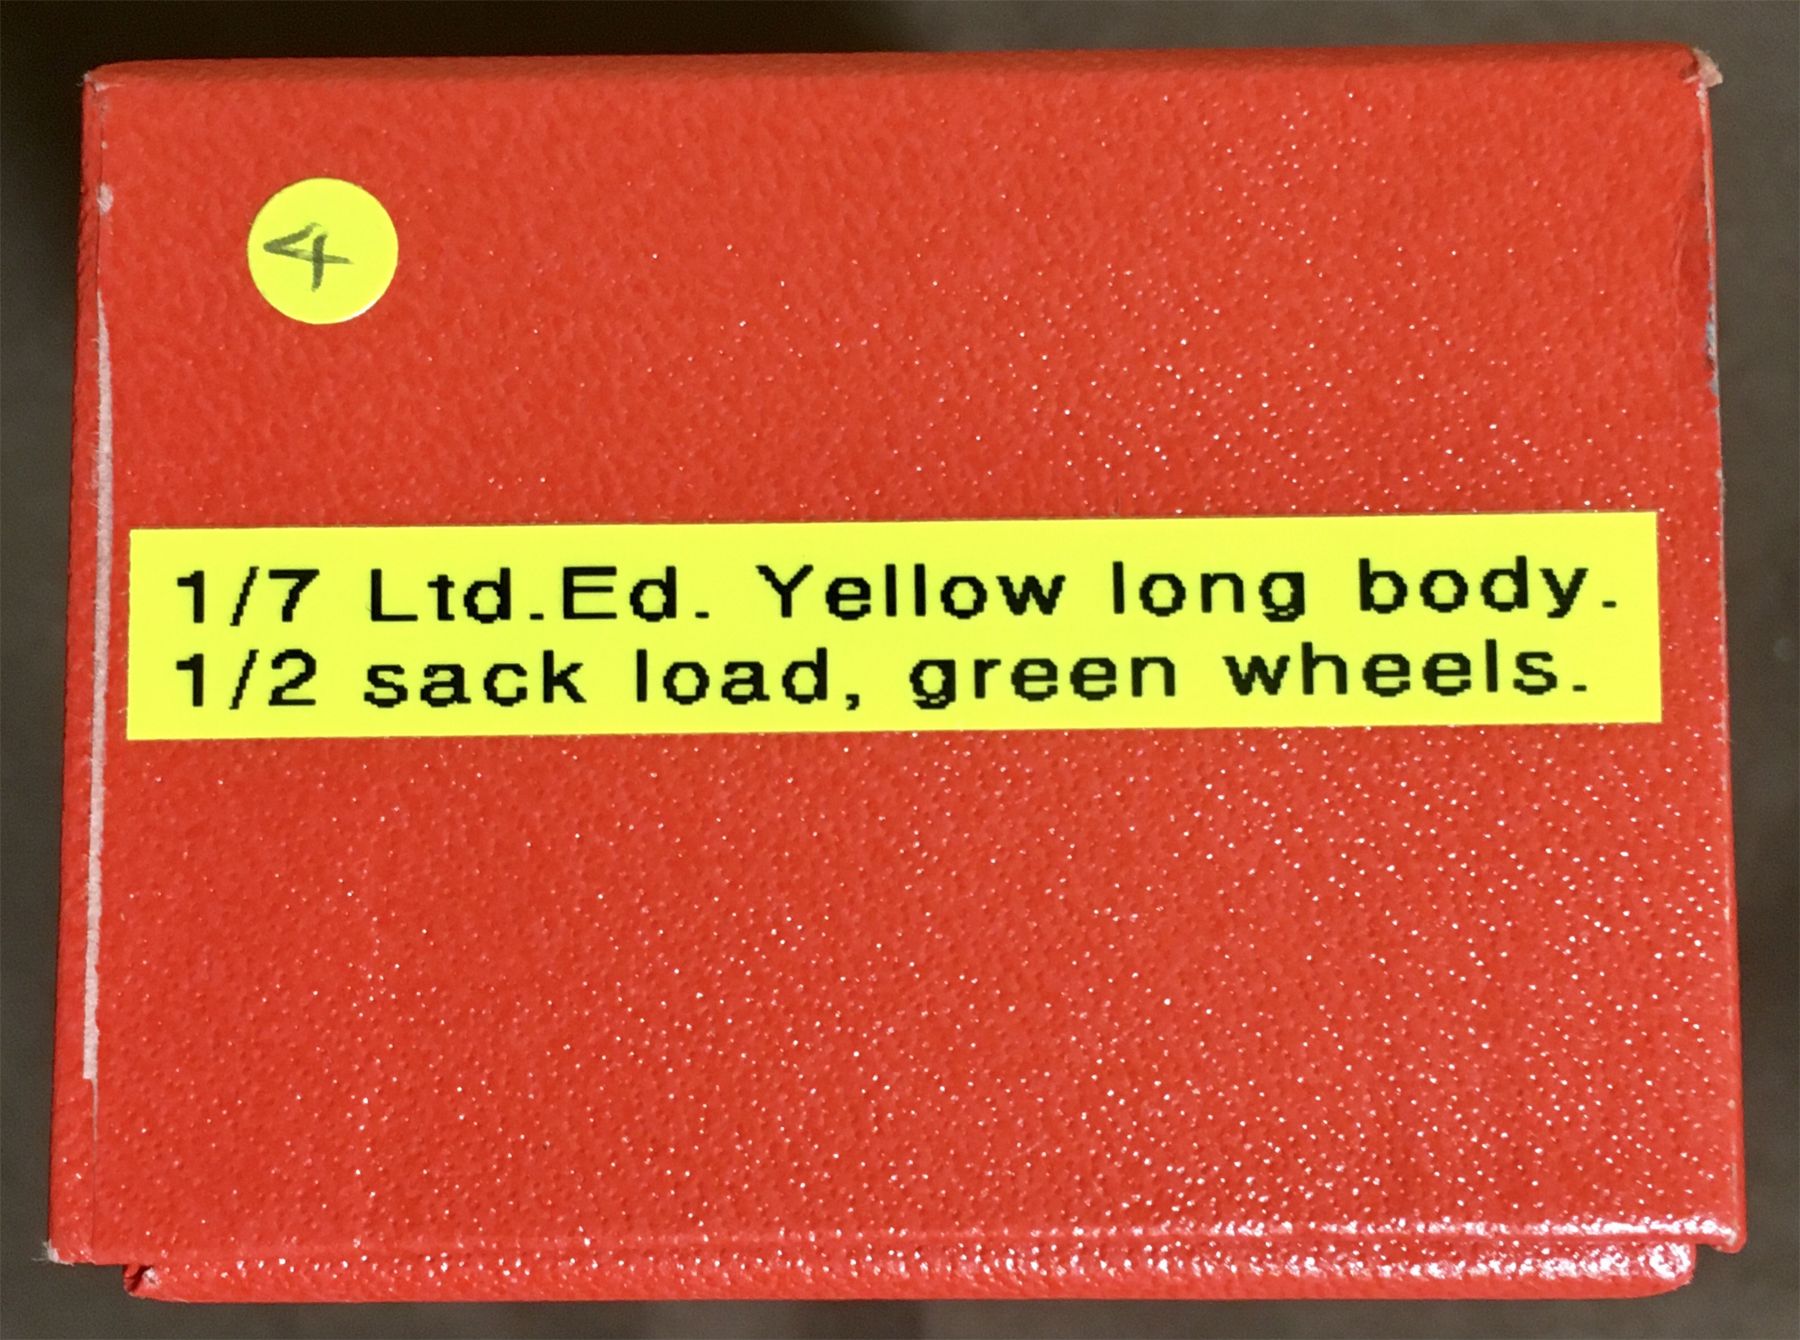 4
1/7 Ltd.Ed. Yellow long body.
1/2 sack load, green wheels.